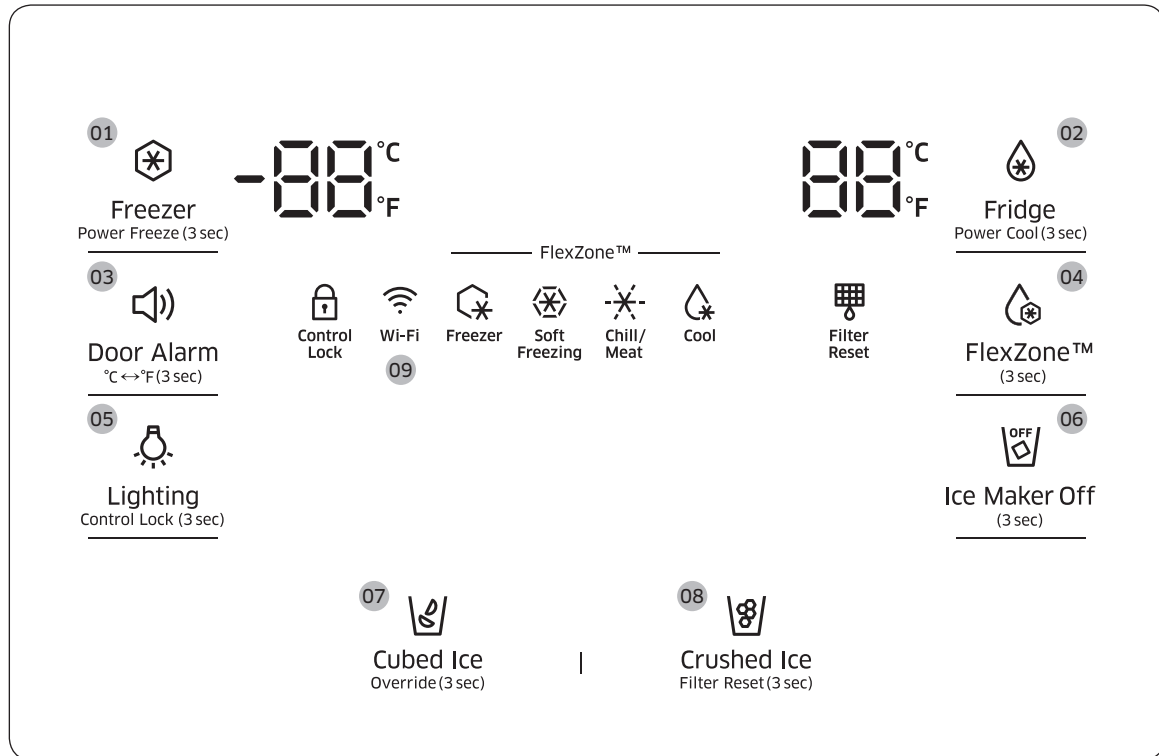 01
Freezer
Power Freeze (3 sec)
-88 °C
°F
88 °C
°F
02
Fridge
Power Cool (3 sec)
FlexZone™
03
Door Alarm
°C↔°F (3 sec)
Control
Lock
Wi-Fi
09
Freezer
Soft
Freezing
Chill/
Meat
Cool
Filter
Reset
04
FlexZone™
(3 sec)
05
Lighting
Control Lock (3 sec)
OFF
06
Ice Maker Off
(3 sec)
07
Cubed Ice
Override (3 sec)
08
Crushed Ice
Filter Reset (3 sec)